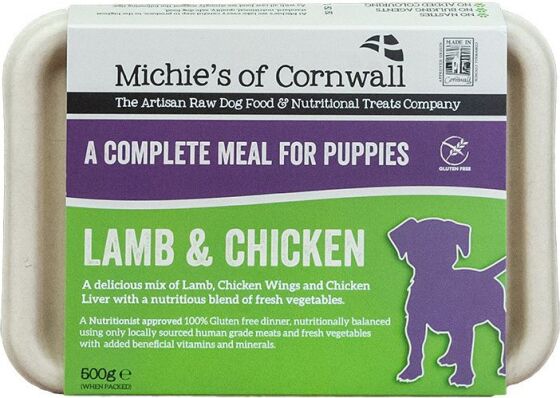 NO NASTIES
NO BULKING AGENTS
NO ADDED COLOURING
Michie's of Cornwall
MADE IN
Cornwall
The Artisan Raw Dog Food & Nutritional Treats Company
A COMPLETE MEAL FOR PUPPIES
GLUTEN FREE
LAMB & CHICKEN
A delicious mix of Lamb, Chicken Wings and Chicken
Liver with a nutritious blend of fresh vegetables.
A Nutritionist approved 100% Gluten free dinner, nutritionally balanced
using only locally sourced human grade meats and fresh vegetables
with added beneficial vitamins and minerals.
500g e
(WHEN PACKED)